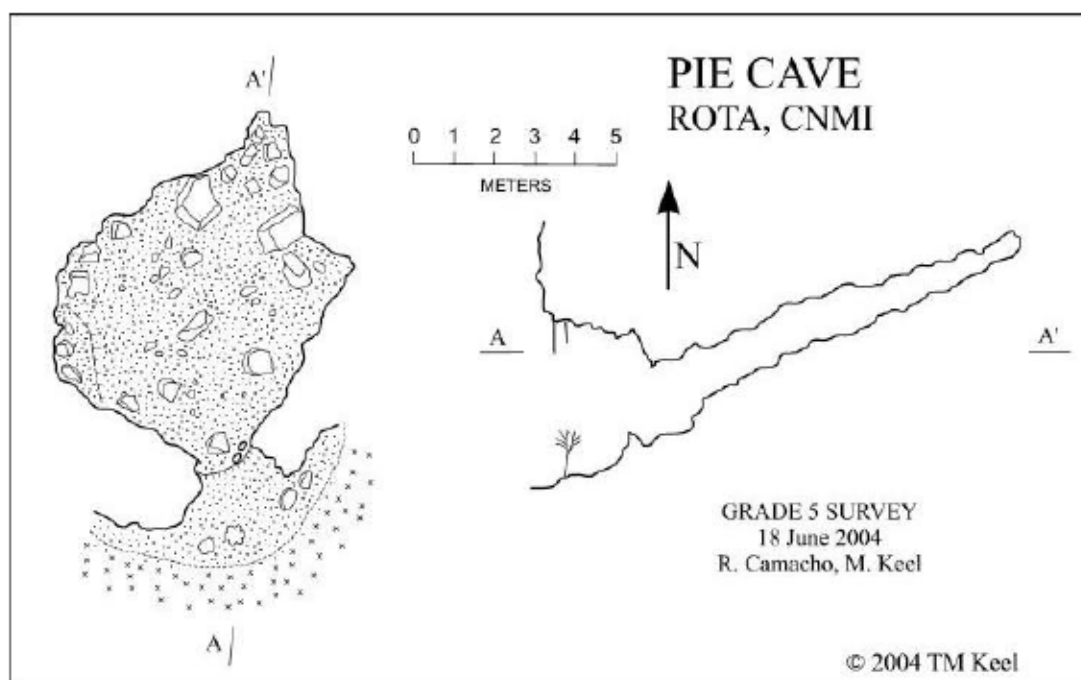 A'
PIE CAVE
ROTA, CNMI
0 1 2 3 4 5
METERS
N
A A'
GRADE 5 SURVEY
18 June 2004
R. Camacho, M. Keel
A
© 2004 TM Keel